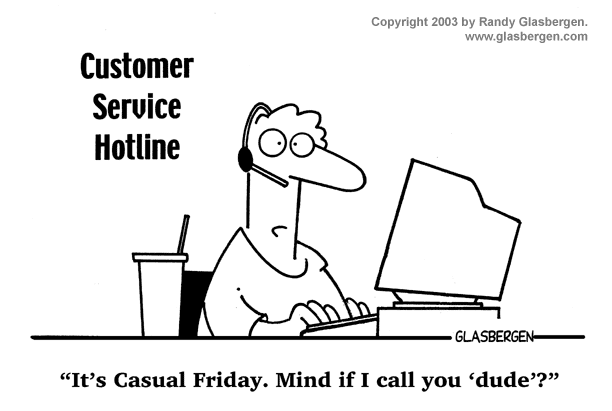 Copyright 2003 by Randy Glasbergen.
www.glasbergen.com
Customer
Service
Hotline
GLASBERGEN
“It’s Casual Friday. Mind if I call you ‘dude’?”